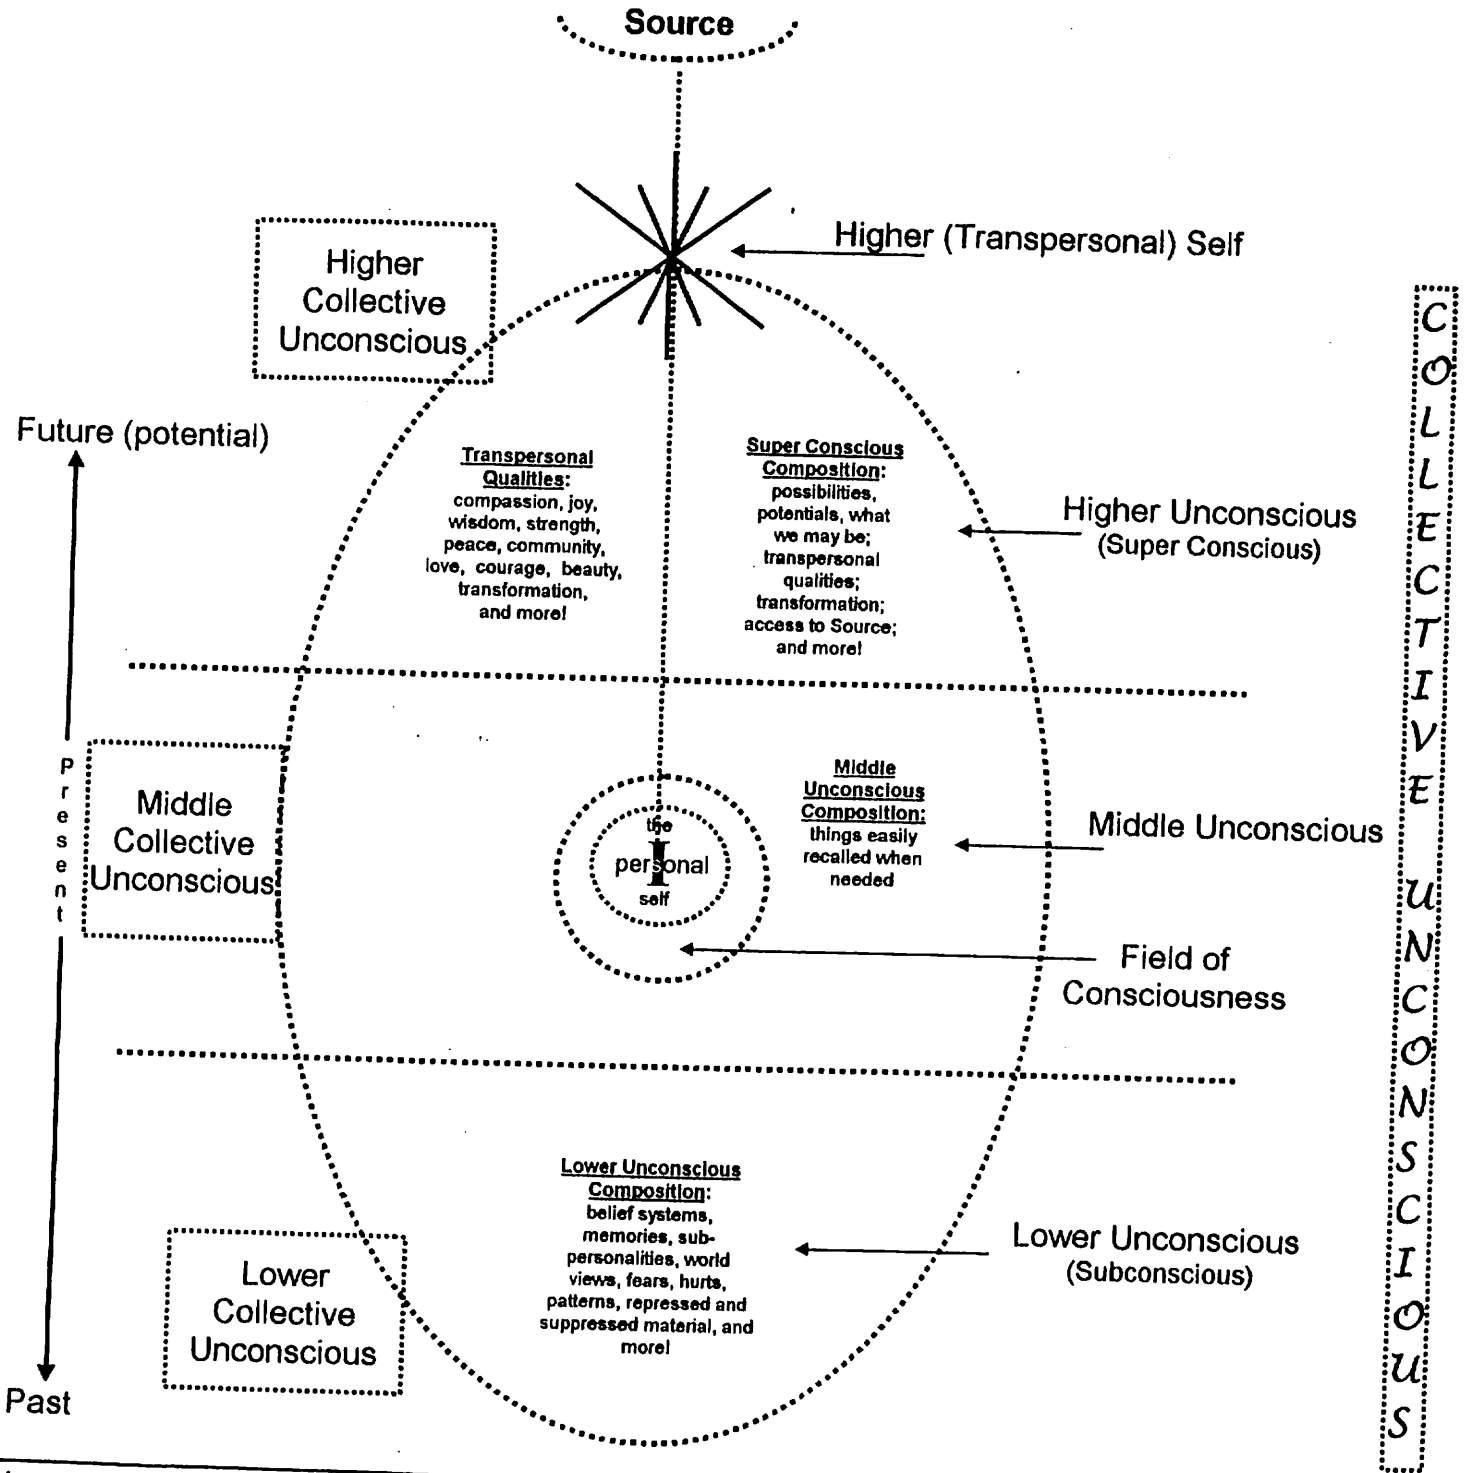 Source
Higher (Transpersonal) Self
Higher
Collective
Unconscious
Future (potential)
Transpersonal
Qualities:
compassion, joy,
wisdom, strength,
peace, community,
love, courage, beauty,
transformation,
and more!
Super Conscious
Composition:
possibilities,
potentials, what
we may be;
transpersonal
qualities;
transformation;
access to Source;
and more!
Higher Unconscious
(Super Conscious)
Present
Middle
Collective
Unconscious
the
personal
I
self
Middle
Unconscious
Composition:
things easily
recalled when
needed
Middle Unconscious
Field of
Consciousness
Lower Unconscious
Composition:
belief systems,
memories, sub-
personalities, world
views, fears, hurts,
patterns, repressed and
suppressed material, and
more!
Lower Unconscious
(Subconscious)
Lower
Collective
Unconscious
Past
COLLECTIVE UNCONSCIOUS